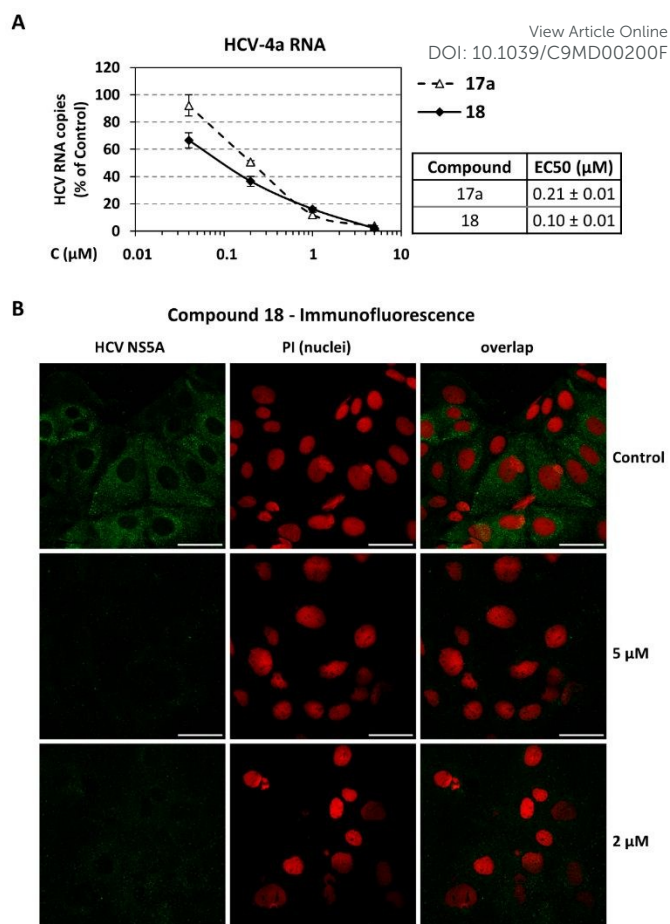 A
View Article Online
DOI: 10.1039/C9MD00200F
HCV-4a RNA
HCV RNA copies
(% of Control)
120
100
80
60
40
20
0
0.01
0.1
1
10
C (µM)
17a
18
Compound EC50 (µM)
17a 0.21 ± 0.01
18 0.10 ± 0.01
B
Compound 18 - Immunofluorescence
HCV NS5A PI (nuclei) overlap
Control
5 µM
2 µM